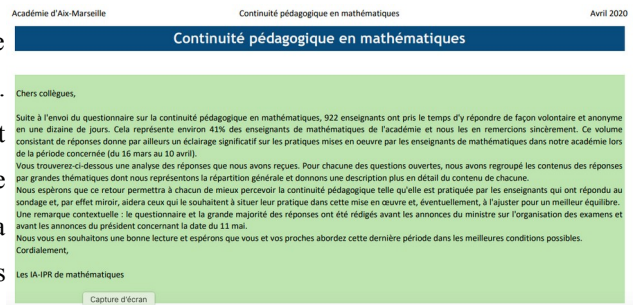 Académie d'Aix-Marseille Continuité pédagogique en mathématiques Avril 2020
Continuité pédagogique en mathématiques
Chers collègues,
Suite à l'envoi du questionnaire sur la continuité pédagogique en mathématiques, 922 enseignants ont pris le temps d'y répondre de façon volontaire et anonyme
en une dizaine de jours. Cela représente environ 41% des enseignants de mathématiques de l'académie et nous les en remercions sincèrement. Ce volume
consistant de réponses donne par ailleurs un éclairage significatif sur les pratiques mises en oeuvre par les enseignants de mathématiques dans notre académie lors
de la période concernée (du 16 mars au 10 avril).
Vous trouverez-ci-dessous une analyse des réponses que nous avons reçues. Pour chacune des questions ouvertes, nous avons regroupé les contenus des réponses
par grandes thématiques dont nous représentons la répartition générale et donnons une description plus en détail du contenu de chacune.
Nous espérons que ce retour permettra à chacun de mieux percevoir la continuité pédagogique telle qu'elle est pratiquée par les enseignants qui ont répondu au
sondage et, par effet miroir, aidera ceux qui le souhaitent à situer leur pratique dans cette mise en œuvre et, éventuellement, à l'ajuster pour un meilleur équilibre.
Une remarque contextuelle : le questionnaire et la grande majorité des réponses ont été rédigés avant les annonces du ministre sur l'organisation des examens et
avant les annonces du président concernant la date du 11 mai.
Nous vous en souhaitons une bonne lecture et espérons que vous et vos proches abordez cette dernière période dans les meilleures conditions possibles.
Cordialement,
Les IA-IPR de mathématiques
Capture d'écran